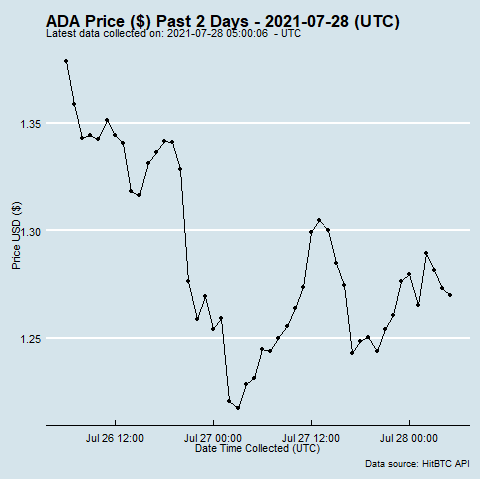 ADA Price ($) Past 2 Days - 2021-07-28 (UTC)
Latest data collected on: 2021-07-28 05:00:06  - UTC
1.35
1.30
1.25
Price USD ($)
Jul 26 12:00
Jul 27 00:00
Jul 27 12:00
Jul 28 00:00
Date Time Collected (UTC)
Data source: HitBTC API